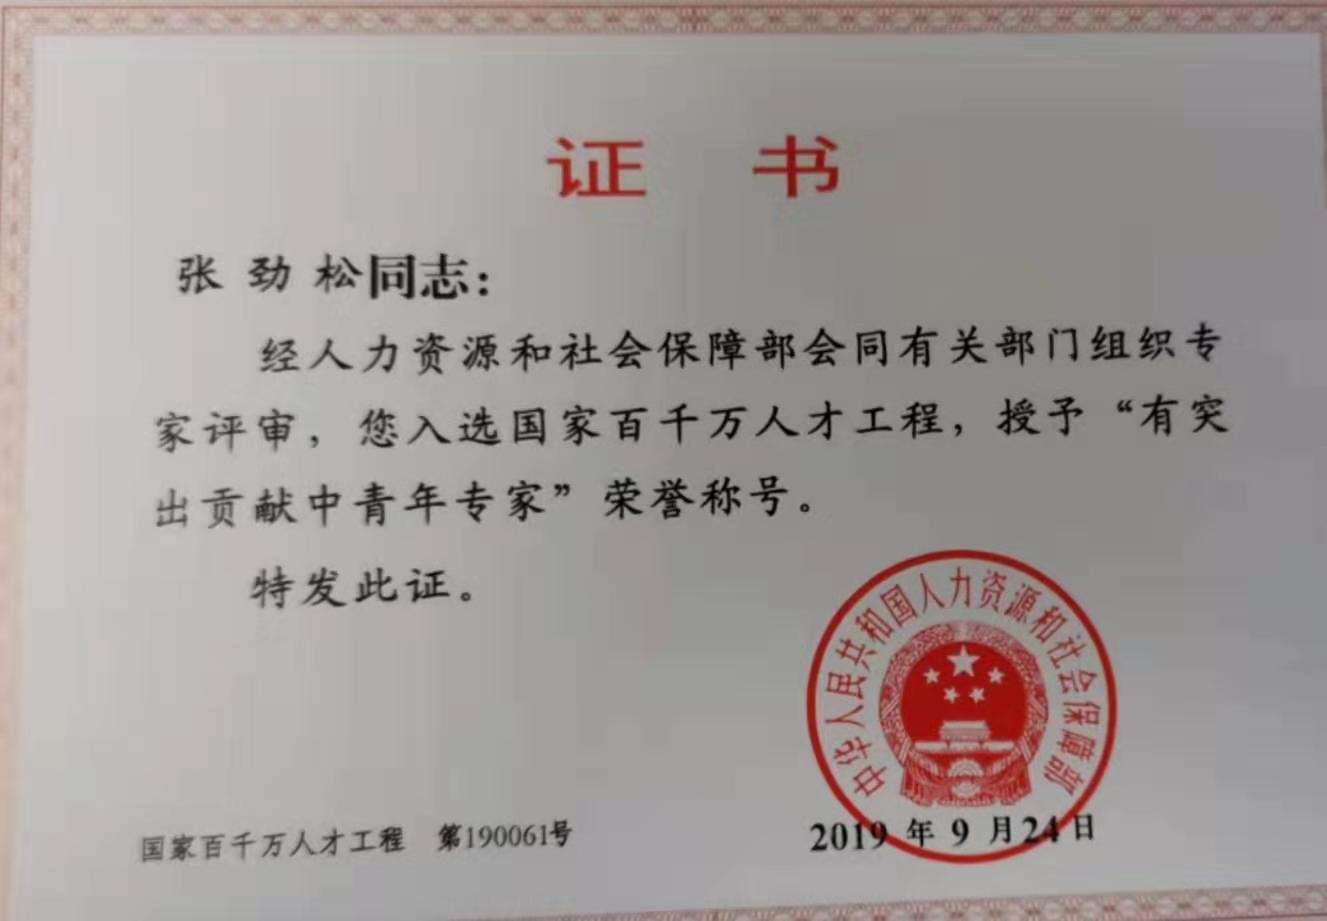 证 书
张劲松同志：
经人力资源和社会保障部会同有关部门组织专
家评审，您入选国家百千万人才工程，授予“有突
出贡献中青年专家”荣誉称号。
特发此证。
中华人民共和国人力资源和社会保障部
国家百千万人才工程 第190061号
2019年9月24日